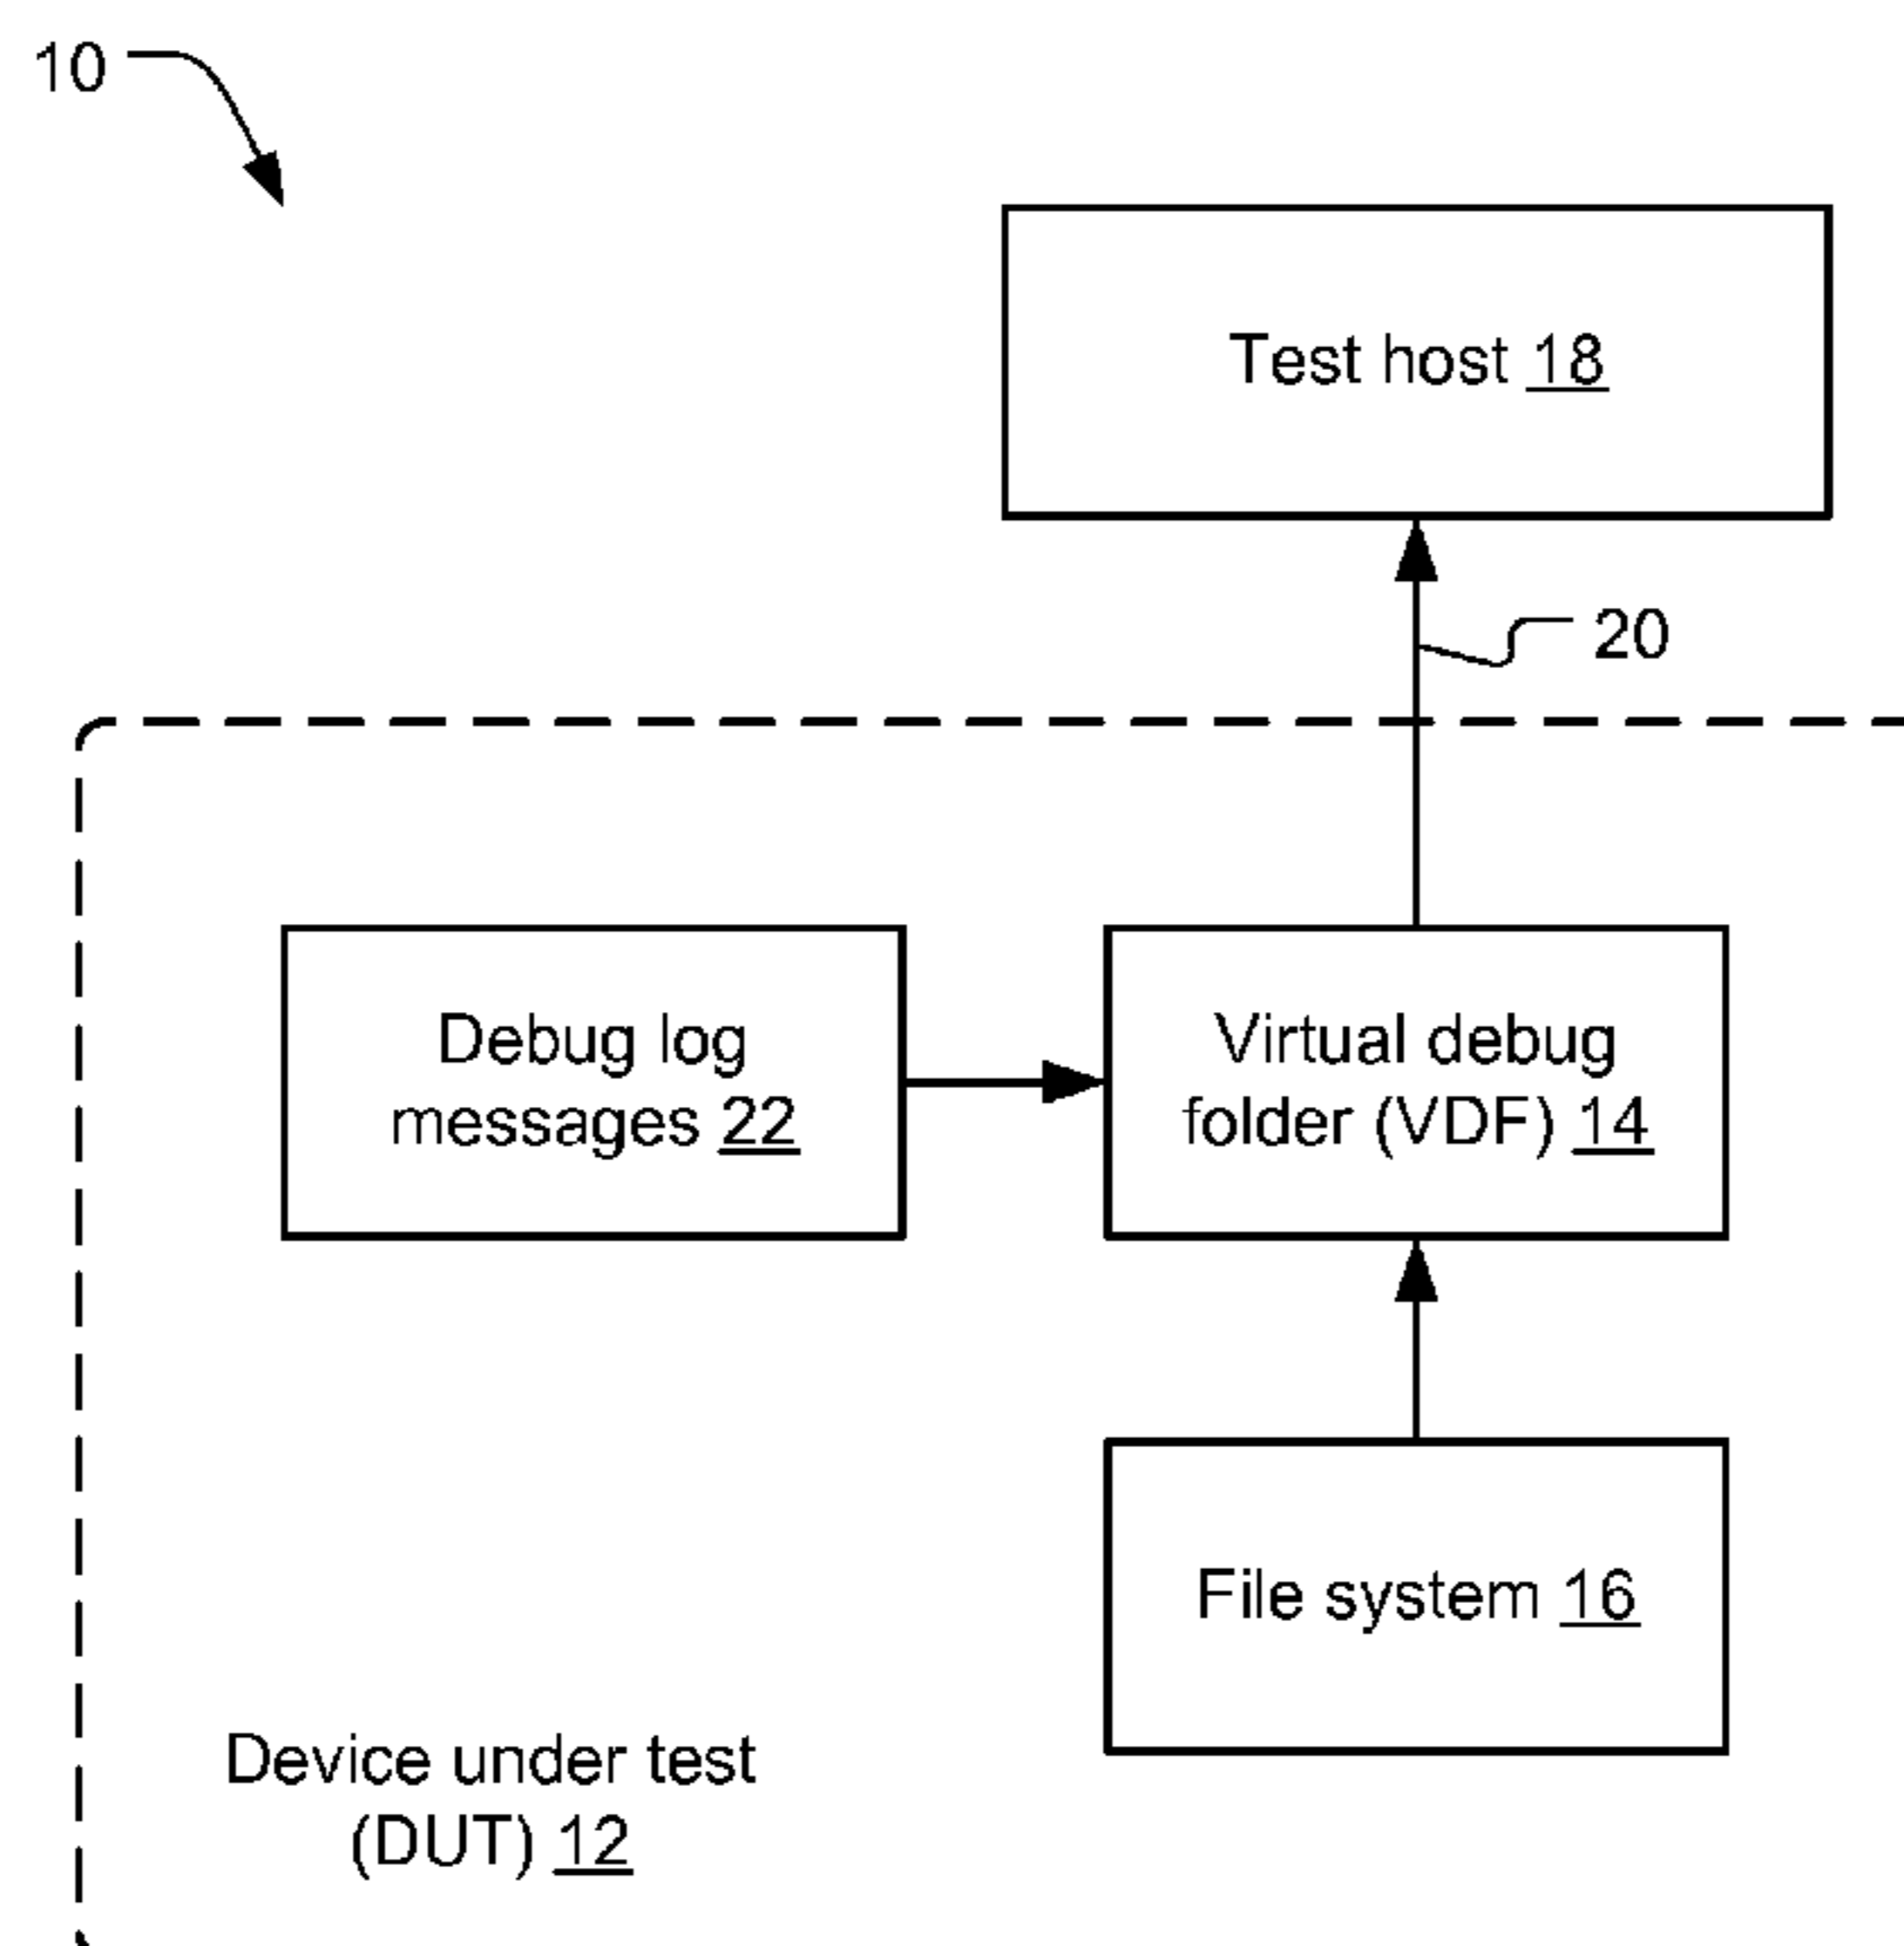 10
Test host 18
20
Debug log
messages 22
Virtual debug
folder (VDF) 14
File system 16
Device under test
(DUT) 12